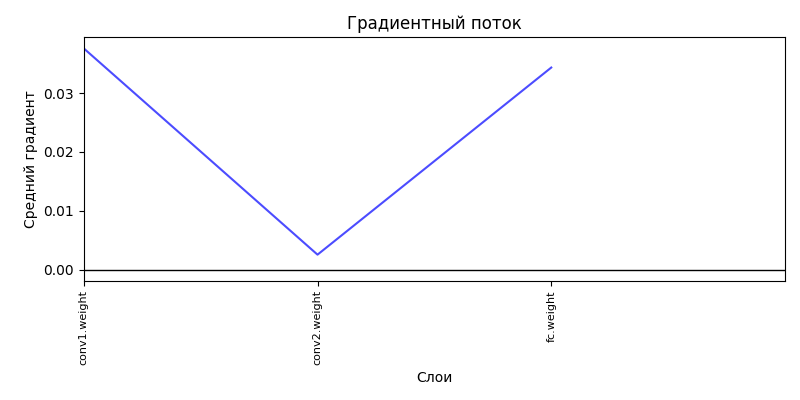 Градиентный поток
Средний градиент
0.03
0.02
0.01
0.00
conv1.weight
conv2.weight
fc.weight
Слои